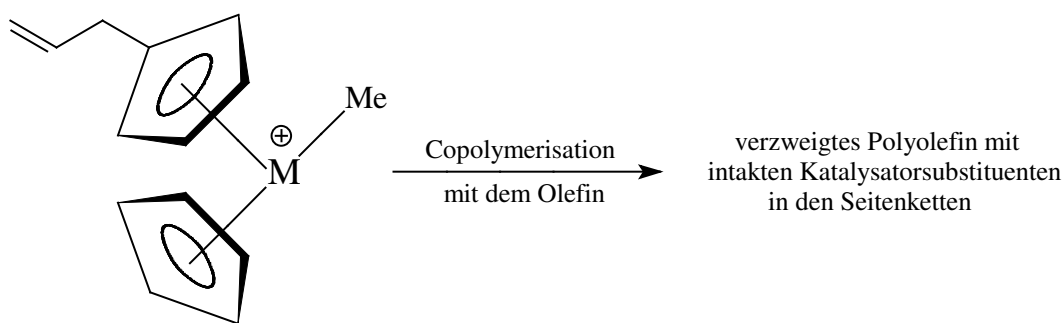 Me
⊕
M
Copolymerisation
mit dem Olefin
verzweigtes Polyolefin mit
intakten Katalysatorsubstituenten
in den Seitenketten